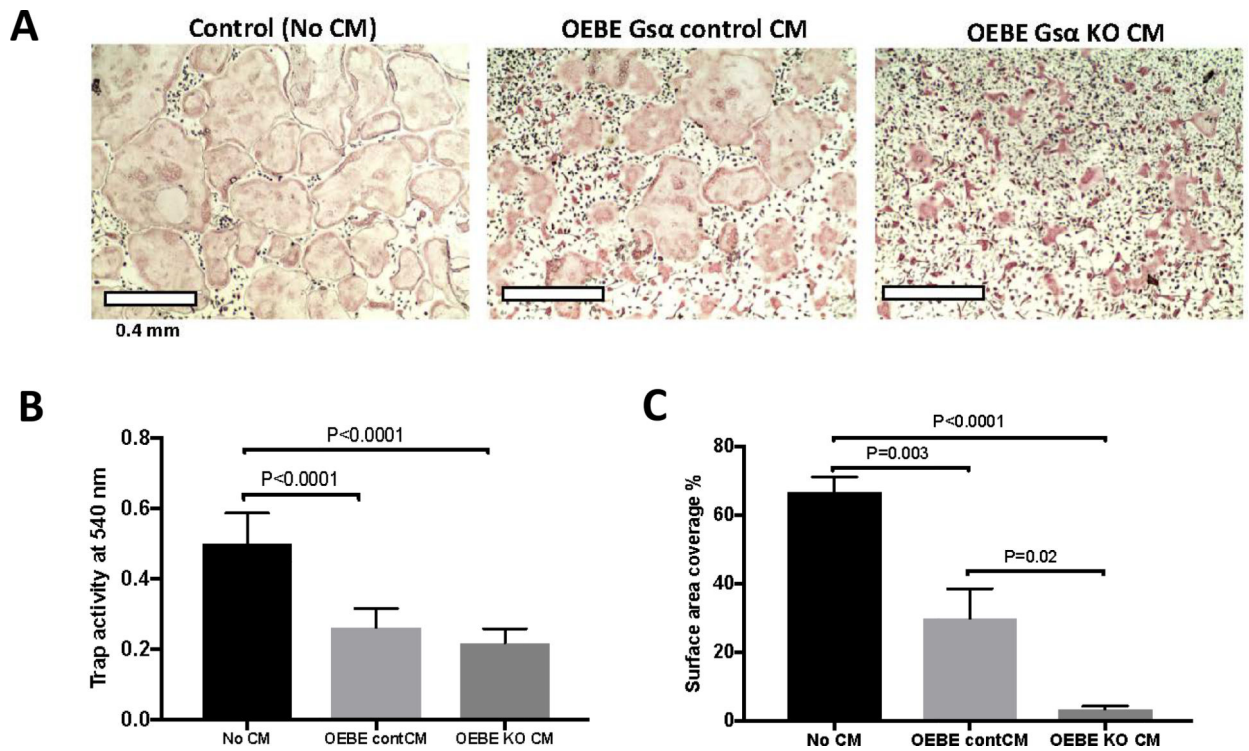 A
Control (No CM)
OEBE Gsα control CM
OEBE Gsα KO CM
0.4 mm
B
Trap activity at 540 nm
0.8
0.6
0.4
0.2
0.0
P<0.0001
P<0.0001
No CM
OEBE contCM
OEBE KO CM
C
Surface area coverage %
80
60
40
20
0
P<0.0001
P=0.003
P=0.02
No CM
OEBE contCM
OEBE KO CM